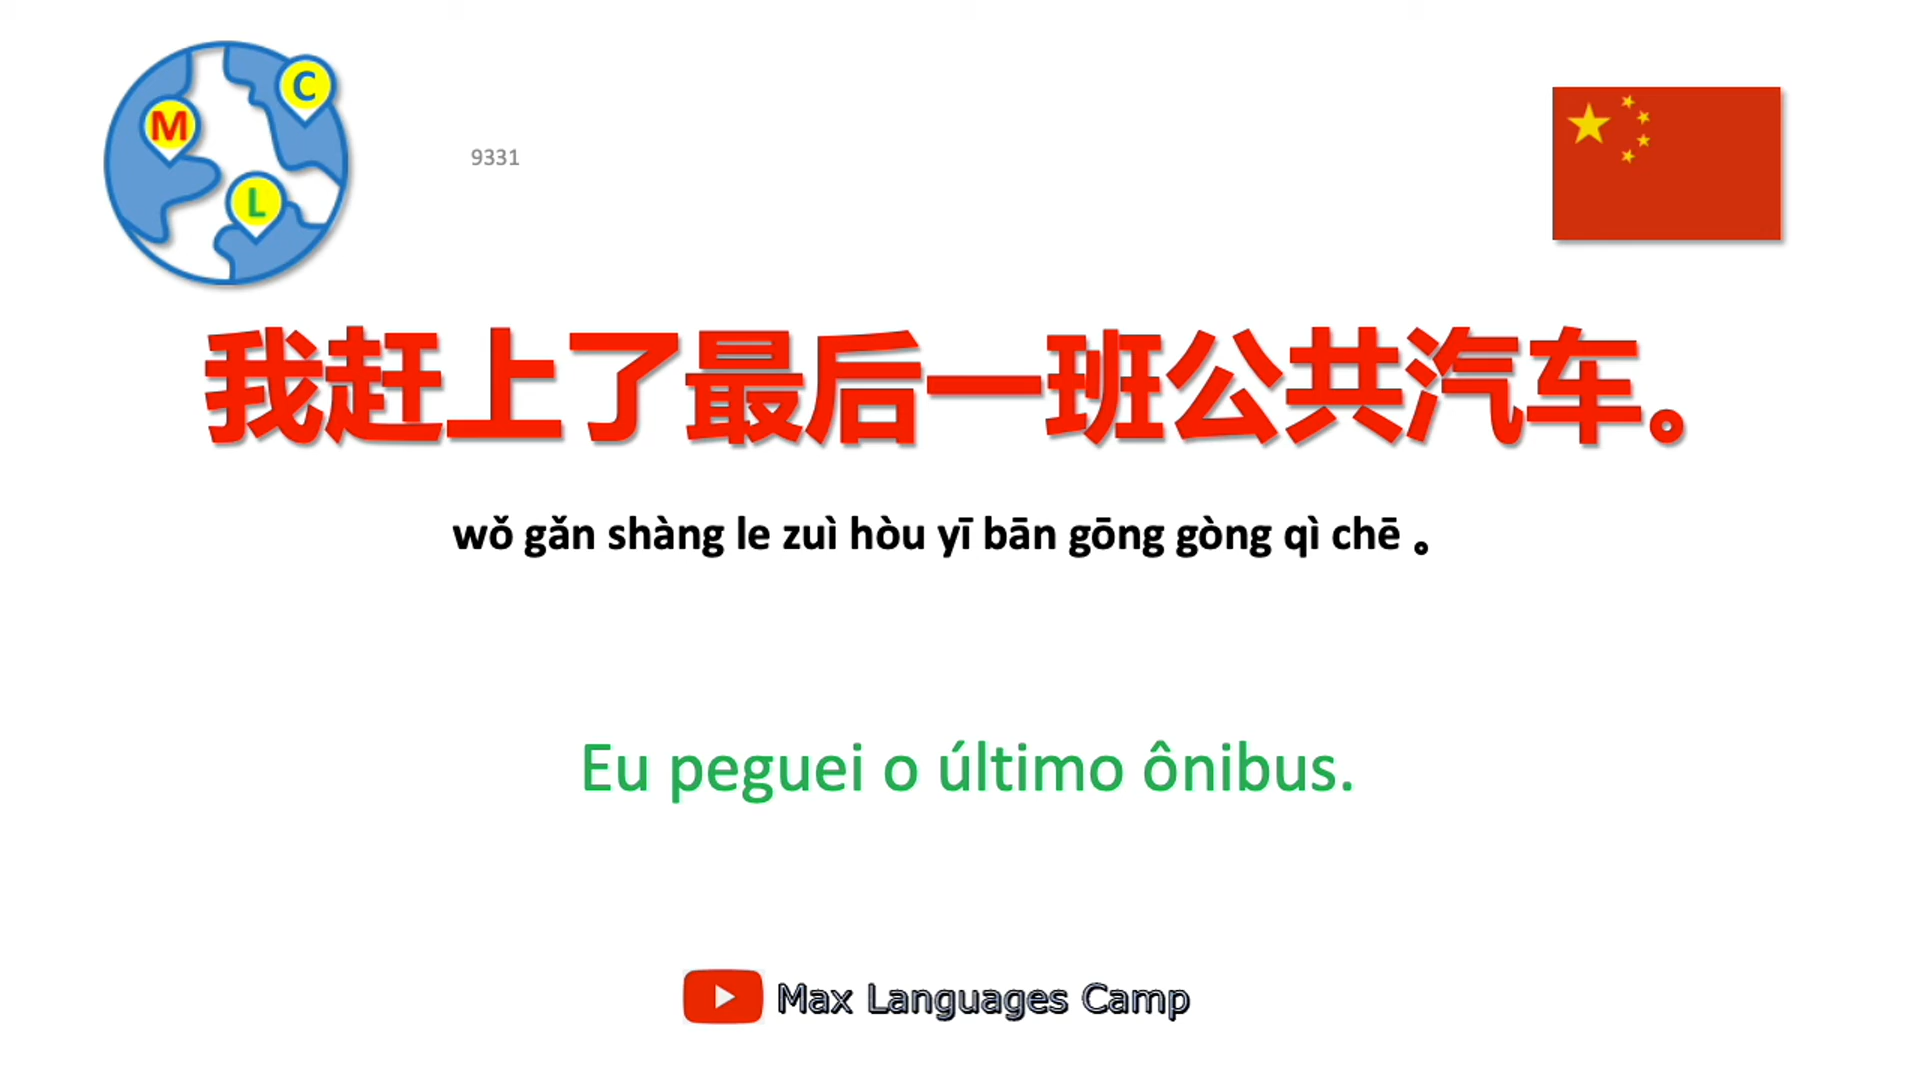 C
M
L
9331
我赶上了最后一班公共汽车。
wǒ gǎn shàng le zuì hòu yī bān gōng gòng qì chē 。
Eu peguei o último ônibus.
Max Languages Camp